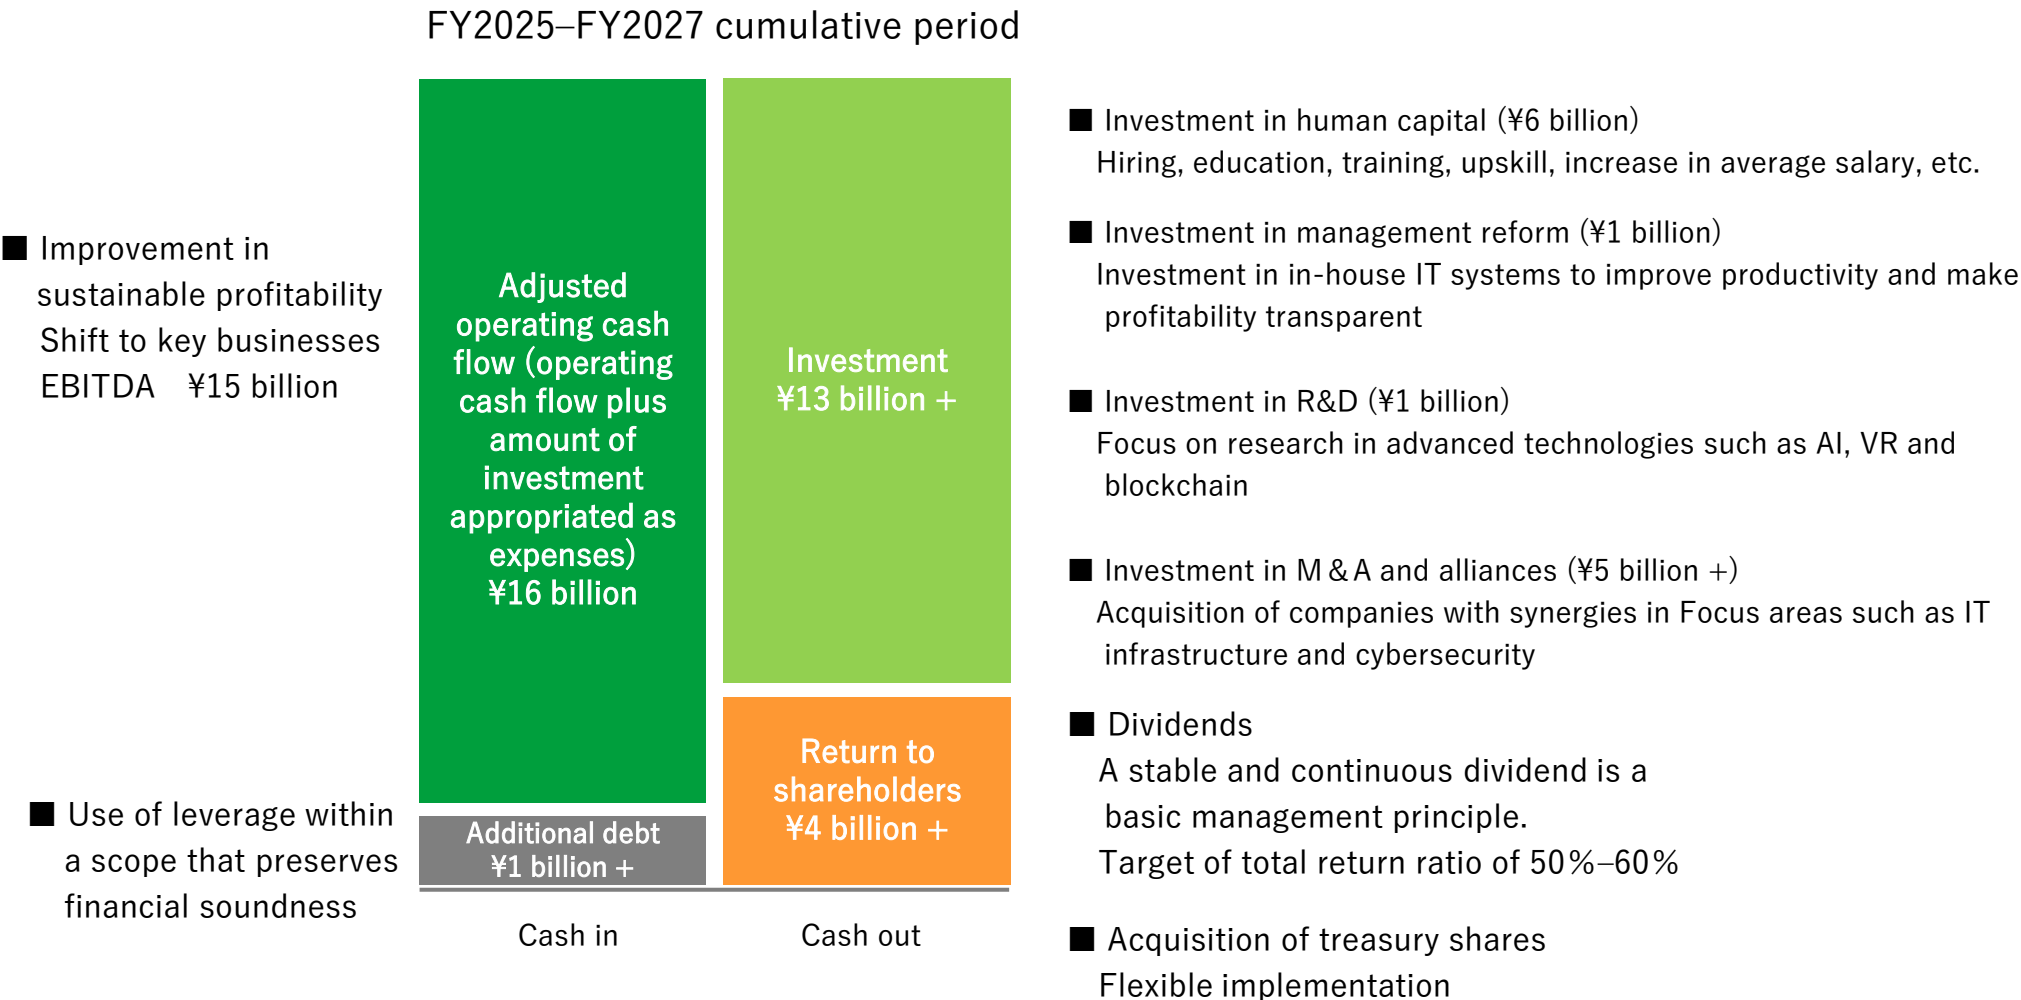 FY2025–FY2027 cumulative period
■ Improvement in
sustainable profitability
Shift to key businesses
EBITDA ¥15 billion
■ Use of leverage within
a scope that preserves
financial soundness
Adjusted
operating cash
flow (operating
cash flow plus
amount of
investment
appropriated as
expenses)
¥16 billion
Additional debt
¥1 billion +
Cash in
Investment
¥13 billion +
Return to
shareholders
¥4 billion +
Cash out
■ Investment in human capital (¥6 billion)
Hiring, education, training, upskill, increase in average salary, etc.
■ Investment in management reform (¥1 billion)
Investment in in-house IT systems to improve productivity and make
profitability transparent
■ Investment in R&D (¥1 billion)
Focus on research in advanced technologies such as AI, VR and
blockchain
■ Investment in M＆A and alliances (¥5 billion +)
Acquisition of companies with synergies in Focus areas such as IT
infrastructure and cybersecurity
■ Dividends
A stable and continuous dividend is a
basic management principle.
Target of total return ratio of 50%–60%
■ Acquisition of treasury shares
Flexible implementation